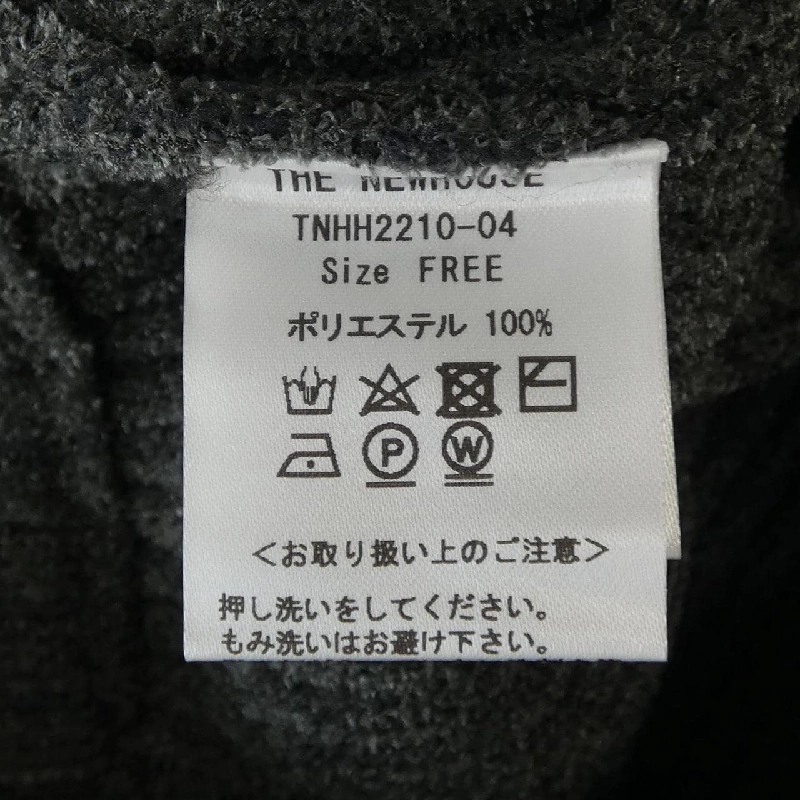 THE NEWHOUSE
TNHH2210-04
Size FREE
ポリエステル 100%
P W
<お取り扱い上のご注意>
押し洗いをしてください。
もみ洗いはお避け下さい。